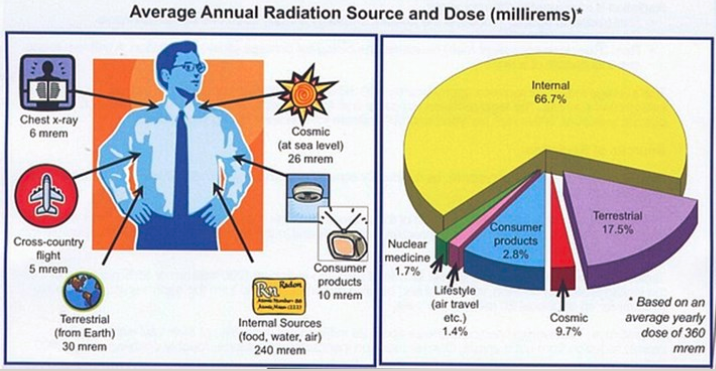 Average Annual Radiation Source and Dose (millirems)*
Chest x-ray
6 mrem
Cosmic
(at sea level)
26 mrem
Cross-country
flight
5 mrem
Consumer
products
10 mrem
Terrestrial
(from Earth)
30 mrem
Rn Radon
Internal Sources
(food, water, air)
240 mrem
Internal
66.7%
Terrestrial
17.5%
Consumer
products
2.8%
Nuclear
medicine
1.7%
Lifestyle
(air travel
etc.)
1.4%
Cosmic
9.7%
* Based on an
average yearly
dose of 360
mrem